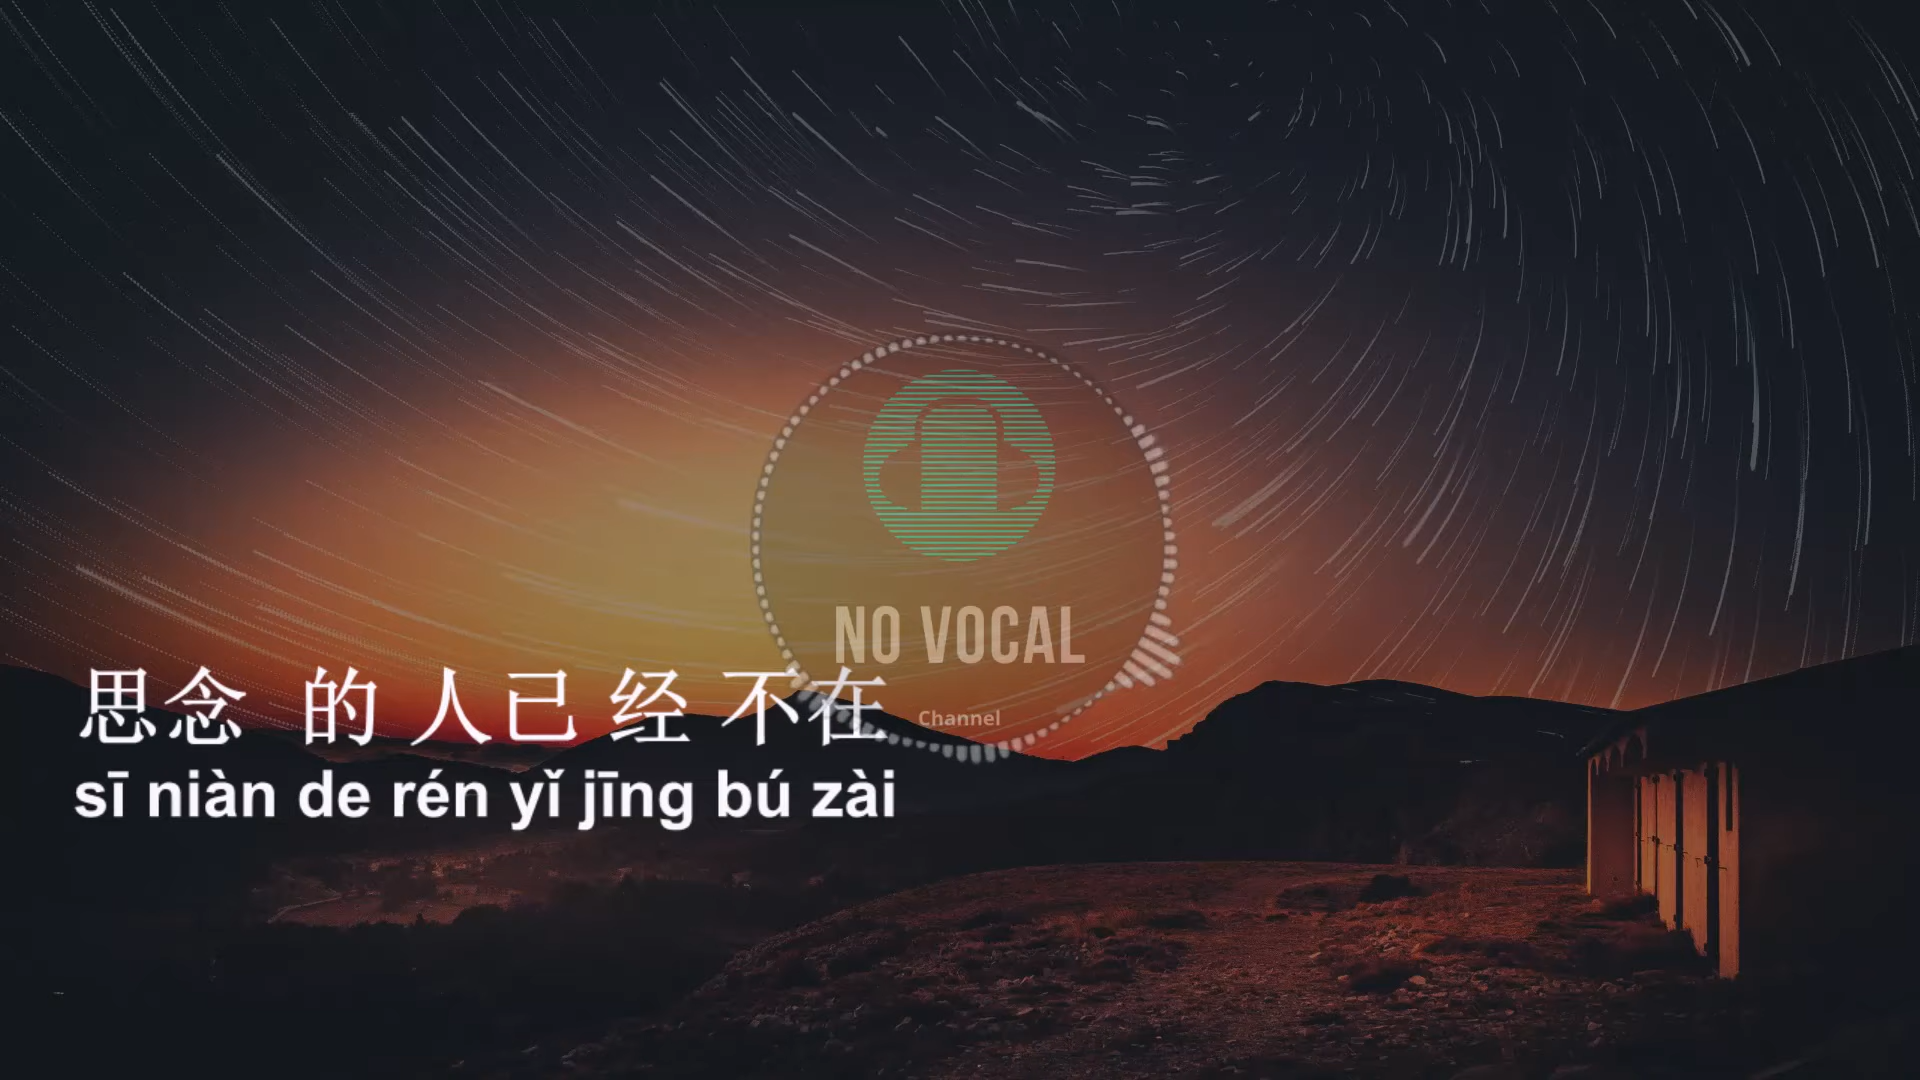 NO VOCAL
Channel
思念 的 人已 经 不在
sī niàn de rén yǐ jīng bú zài